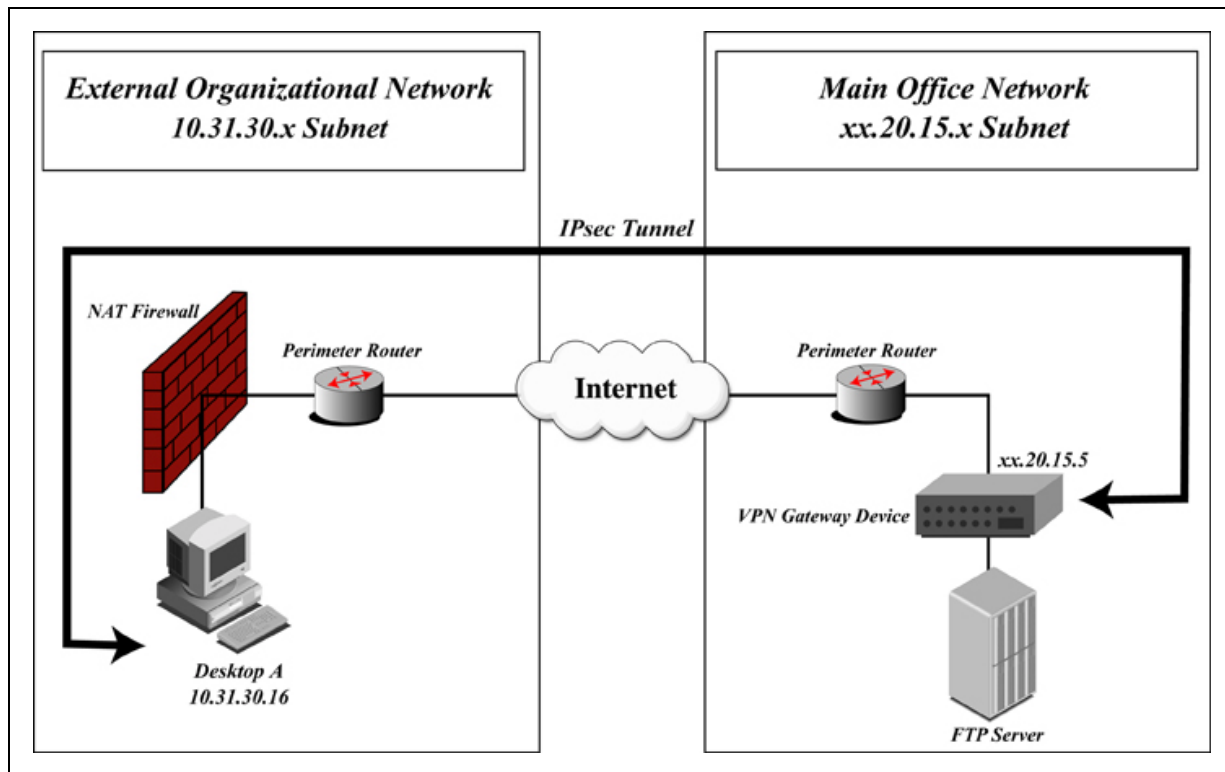 External Organizational Network
10.31.30.x Subnet
Main Office Network
xx.20.15.x Subnet
IPsec Tunnel
NAT Firewall
Perimeter Router
Internet
Perimeter Router
xx.20.15.5
VPN Gateway Device
Desktop A
10.31.30.16
FTP Server